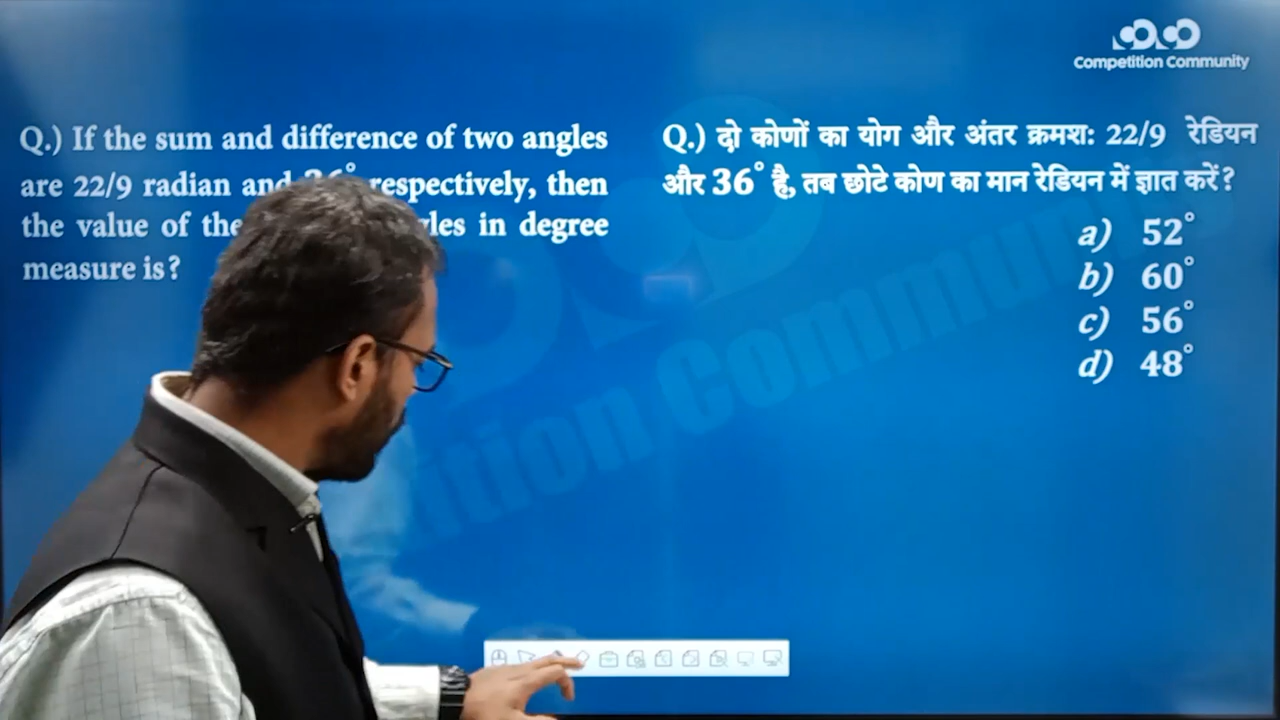 Competition Community
Q.) If the sum and difference of two angles
are 22/9 radian and 36° respectively, then
the value of the angles in degree
measure is?
Q.) दो कोणों का योग और अंतर क्रमश: 22/9 रेडियन
और 36° है, तब छोटे कोण का मान रेडियन में ज्ञात करें?
a) 52°
b) 60°
c) 56°
d) 48°